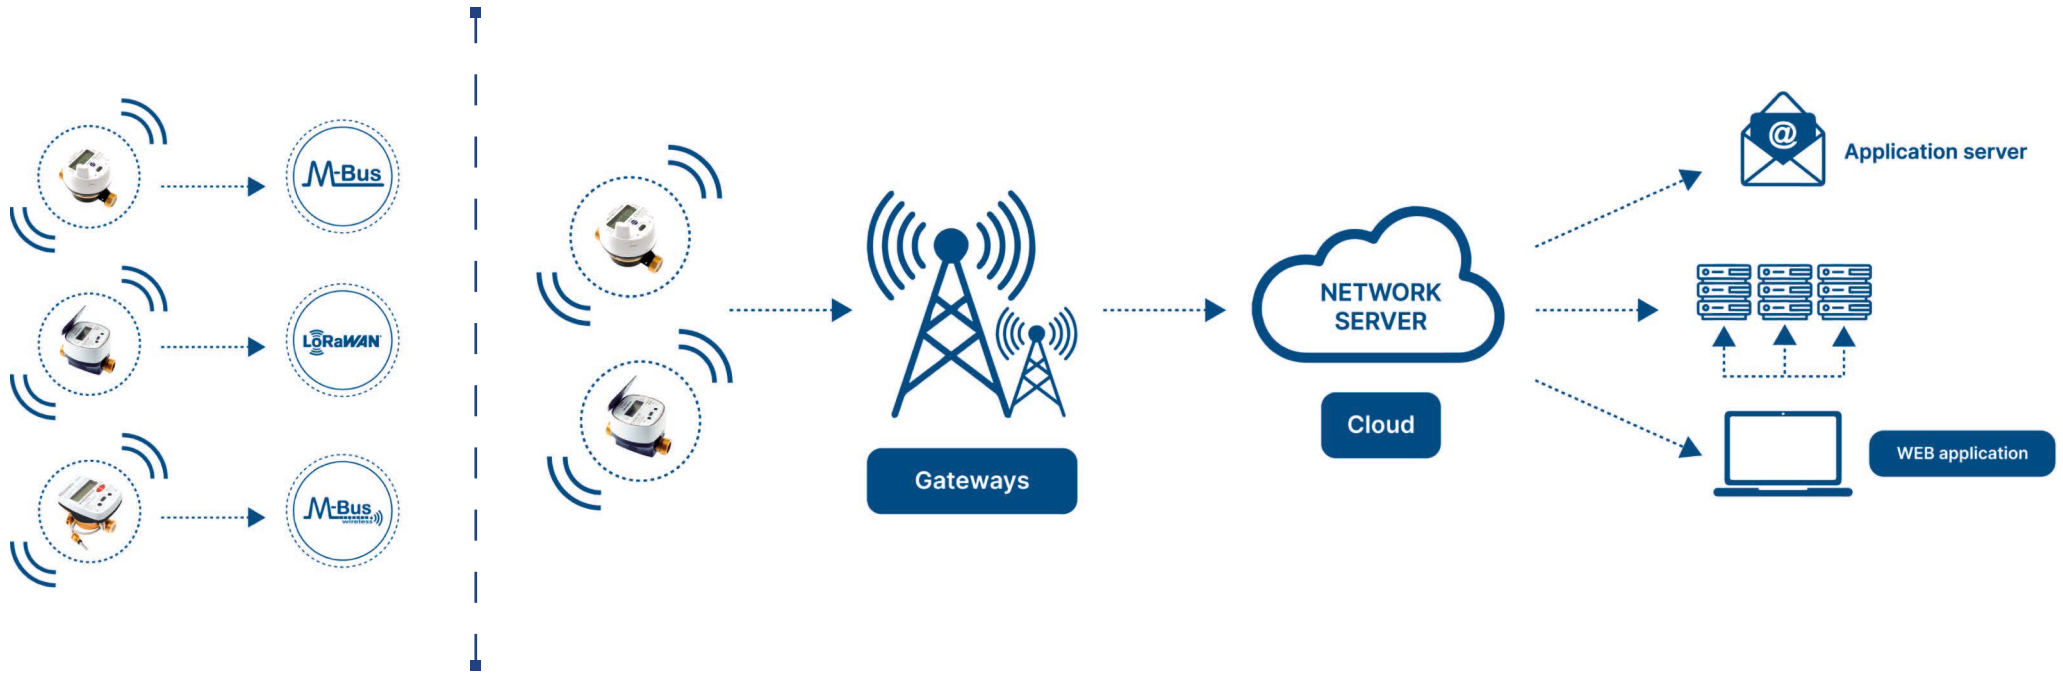 M-Bus
LoRaWAN
M-Bus
wireless
Gateways
NETWORK
SERVER
Cloud
@
Application server
WEB application